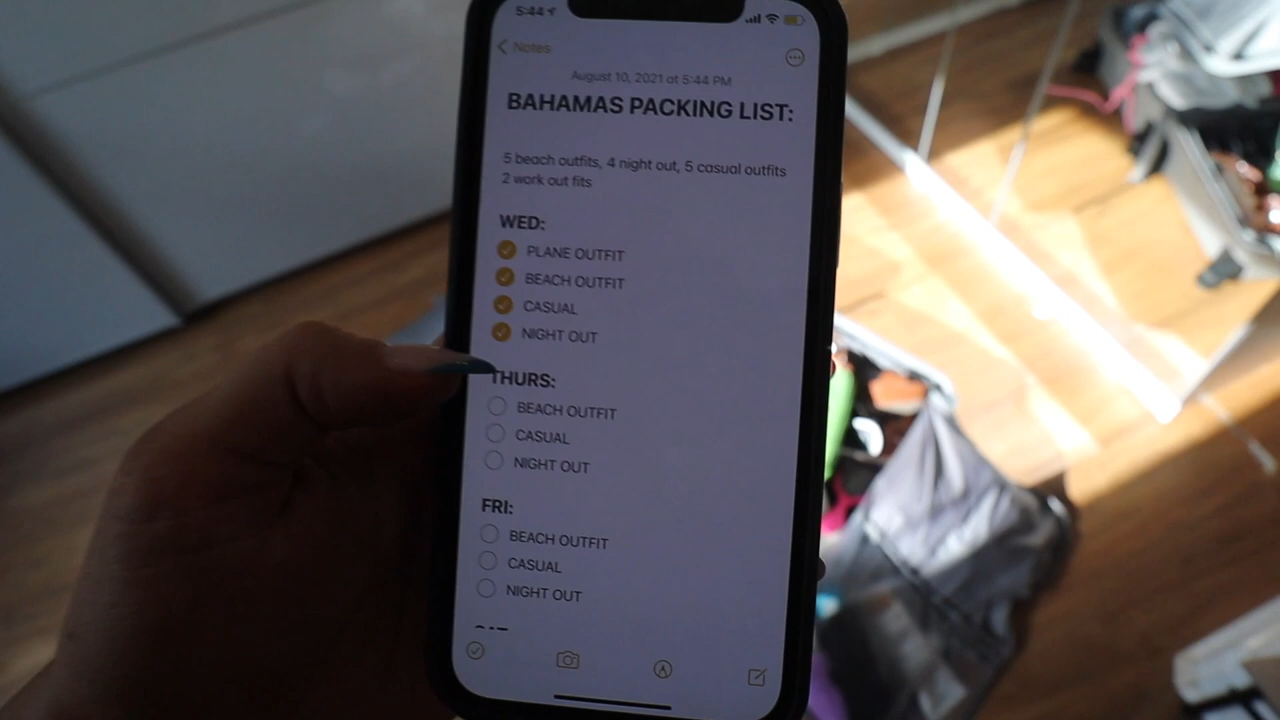 5:44
Notes
August 10, 2021 at 5:44 PM
BAHAMAS PACKING LIST:
5 beach outfits, 4 night out, 5 casual outfits
2 work out fits
WED:
PLANE OUTFIT
BEACH OUTFIT
CASUAL
NIGHT OUT
THURS:
BEACH OUTFIT
CASUAL
NIGHT OUT
FRI:
BEACH OUTFIT
CASUAL
NIGHT OUT